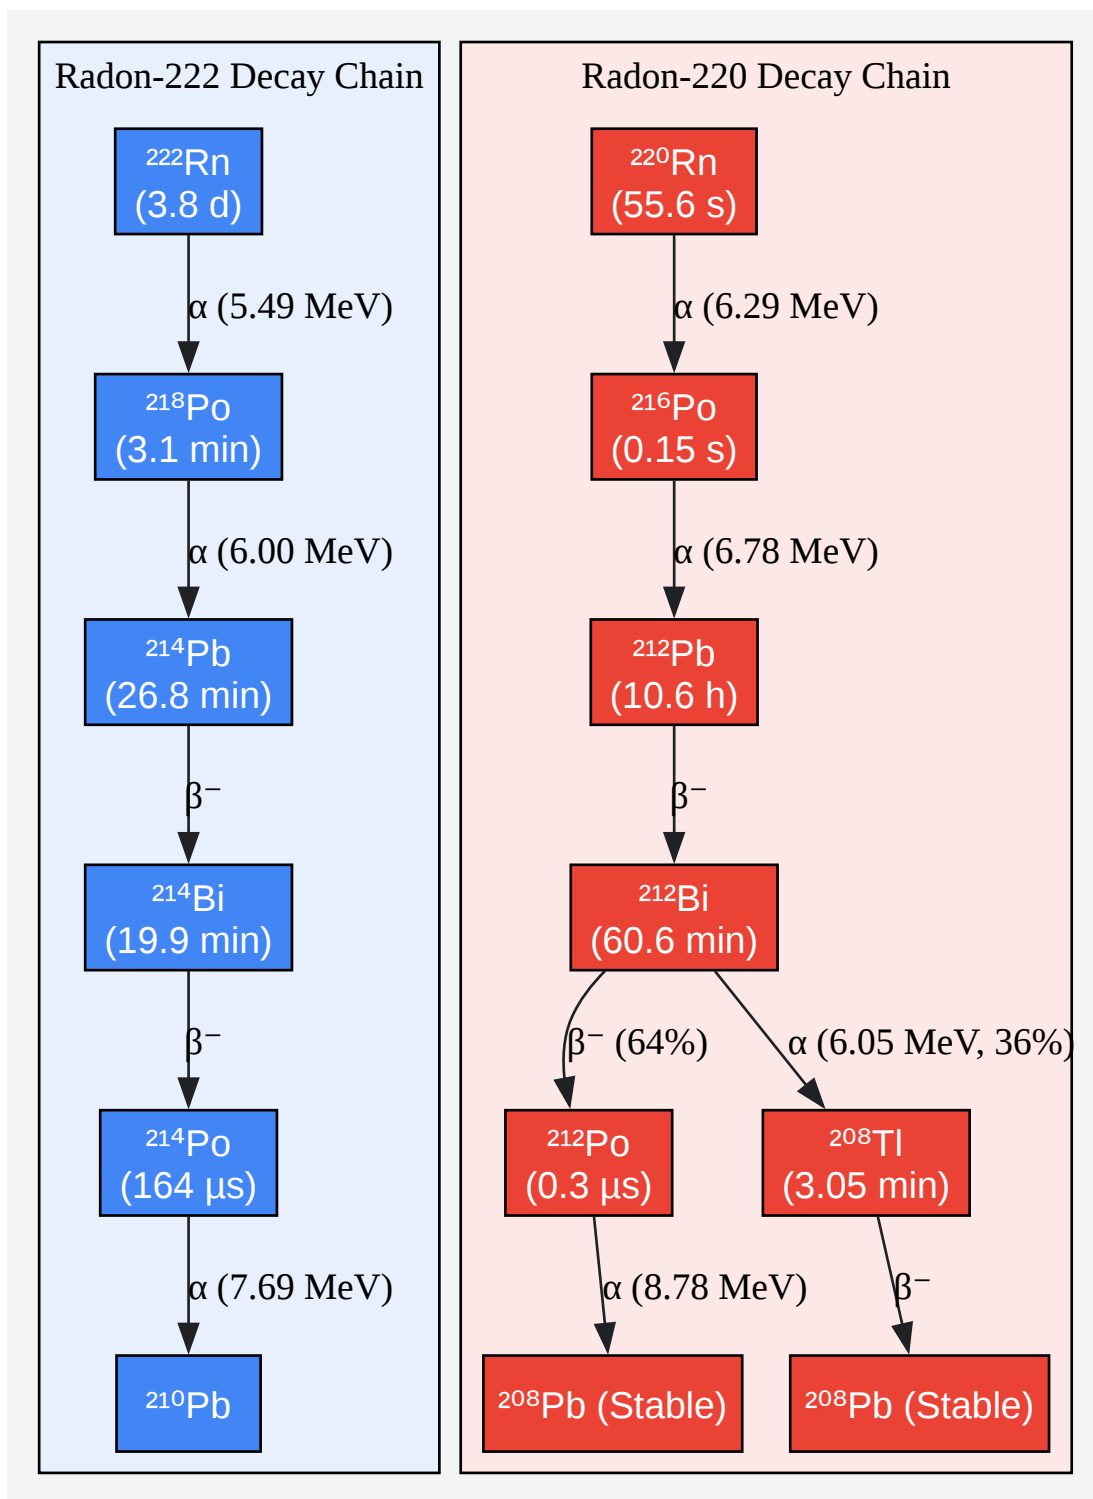 Radon-222 Decay Chain
²²²Rn
(3.8 d)
α (5.49 MeV)
²¹⁸Po
(3.1 min)
α (6.00 MeV)
²¹⁴Pb
(26.8 min)
β⁻
²¹⁴Bi
(19.9 min)
β⁻
²¹⁴Po
(164 µs)
α (7.69 MeV)
²¹⁰Pb
Radon-220 Decay Chain
²²⁰Rn
(55.6 s)
α (6.29 MeV)
²¹⁶Po
(0.15 s)
α (6.78 MeV)
²¹²Pb
(10.6 h)
β⁻
²¹²Bi
(60.6 min)
β⁻ (64%)
α (6.05 MeV, 36%)
²¹²Po
(0.3 µs)
²⁰⁸Tl
(3.05 min)
α (8.78 MeV)
β⁻
²⁰⁸Pb (Stable)
²⁰⁸Pb (Stable)